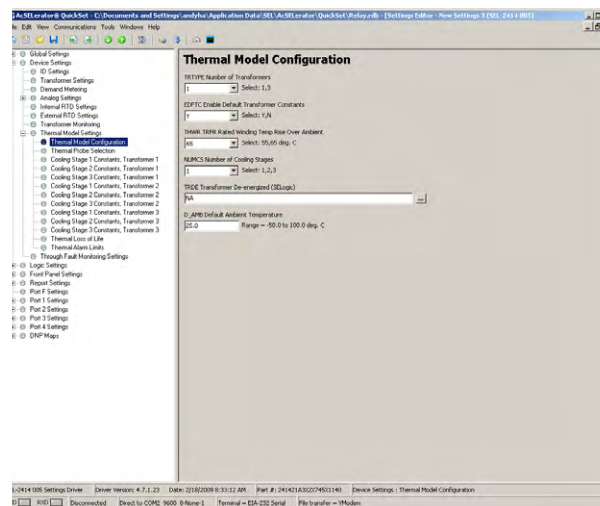 AcSELerator® QuickSet - C:\Documents and Settings\andyha\Application Data\SEL\AcSELerator\QuickSet\Relay.rdb - [Settings Editor - New Settings 3 (SEL-2414 005)]
Edit View Communications Tools Windows Help
Global Settings
Device Settings
ID Settings
Transformer Settings
Demand Metering
Analog Settings
Internal RTD Settings
External RTD Settings
Transformer Monitoring
Thermal Model Settings
Thermal Model Configuration
Thermal Probe Selection
Cooling Stage 1 Constants, Transformer 1
Cooling Stage 2 Constants, Transformer 1
Cooling Stage 3 Constants, Transformer 1
Cooling Stage 1 Constants, Transformer 2
Cooling Stage 2 Constants, Transformer 2
Cooling Stage 3 Constants, Transformer 2
Cooling Stage 1 Constants, Transformer 3
Cooling Stage 2 Constants, Transformer 3
Cooling Stage 3 Constants, Transformer 3
Thermal Loss of Life
Thermal Alarm Limits
Through Fault Monitoring Settings
Logic Settings
Front Panel Settings
Report Settings
Port F Settings
Port 1 Settings
Port 2 Settings
Port 3 Settings
Port 4 Settings
DNP Maps
Thermal Model Configuration
TRTYPE Number of Transformers
1 Select: 1,3
EDFTC Enable Default Transformer Constants
Y Select: Y,N
THWR TRFR Rated Winding Temp Rise Over Ambient
65 Select: 55,65 deg. C
NUMCS Number of Cooling Stages
1 Select: 1,2,3
TRDE Transformer De-energized (SELogic)
NA ...
D_AMB Default Ambient Temperature
25.0 Range = -50.0 to 100.0 deg. C
005 Settings Driver Driver Version: 4.7.1.23 Date: 2/18/2009 8:33:12 AM Part #: Device Settings : Thermal Model Configuration
RXD Disconnected Direct to COM2 9600 8-None-1 Terminal = EIA-232 Serial File transfer = YModem